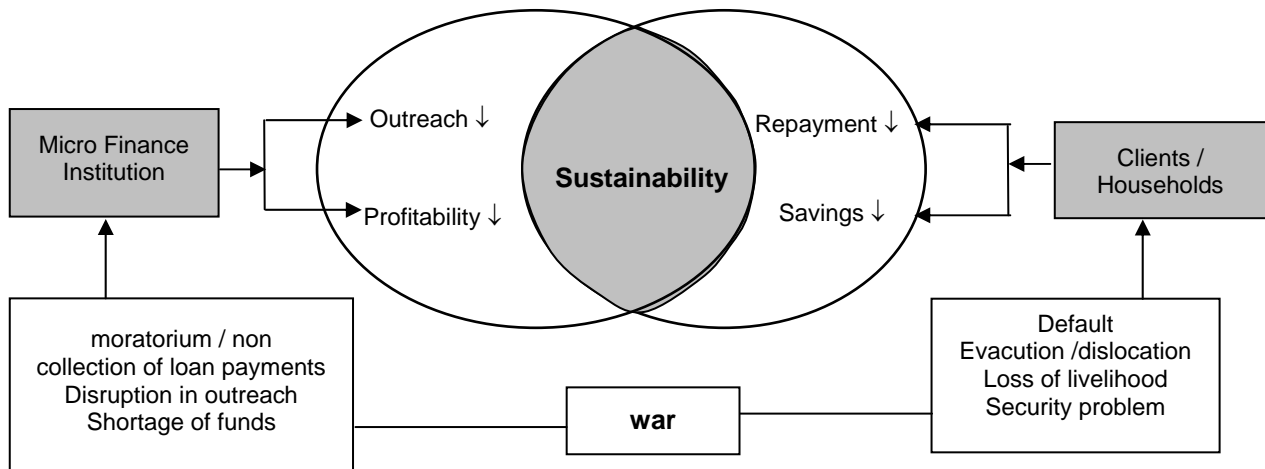 Micro Finance
Institution
Outreach ↓
Profitability ↓
Sustainability
Repayment ↓
Savings ↓
Clients /
Households
moratorium / non
collection of loan payments
Disruption in outreach
Shortage of funds
war
Default
Evacution /dislocation
Loss of livelihood
Security problem